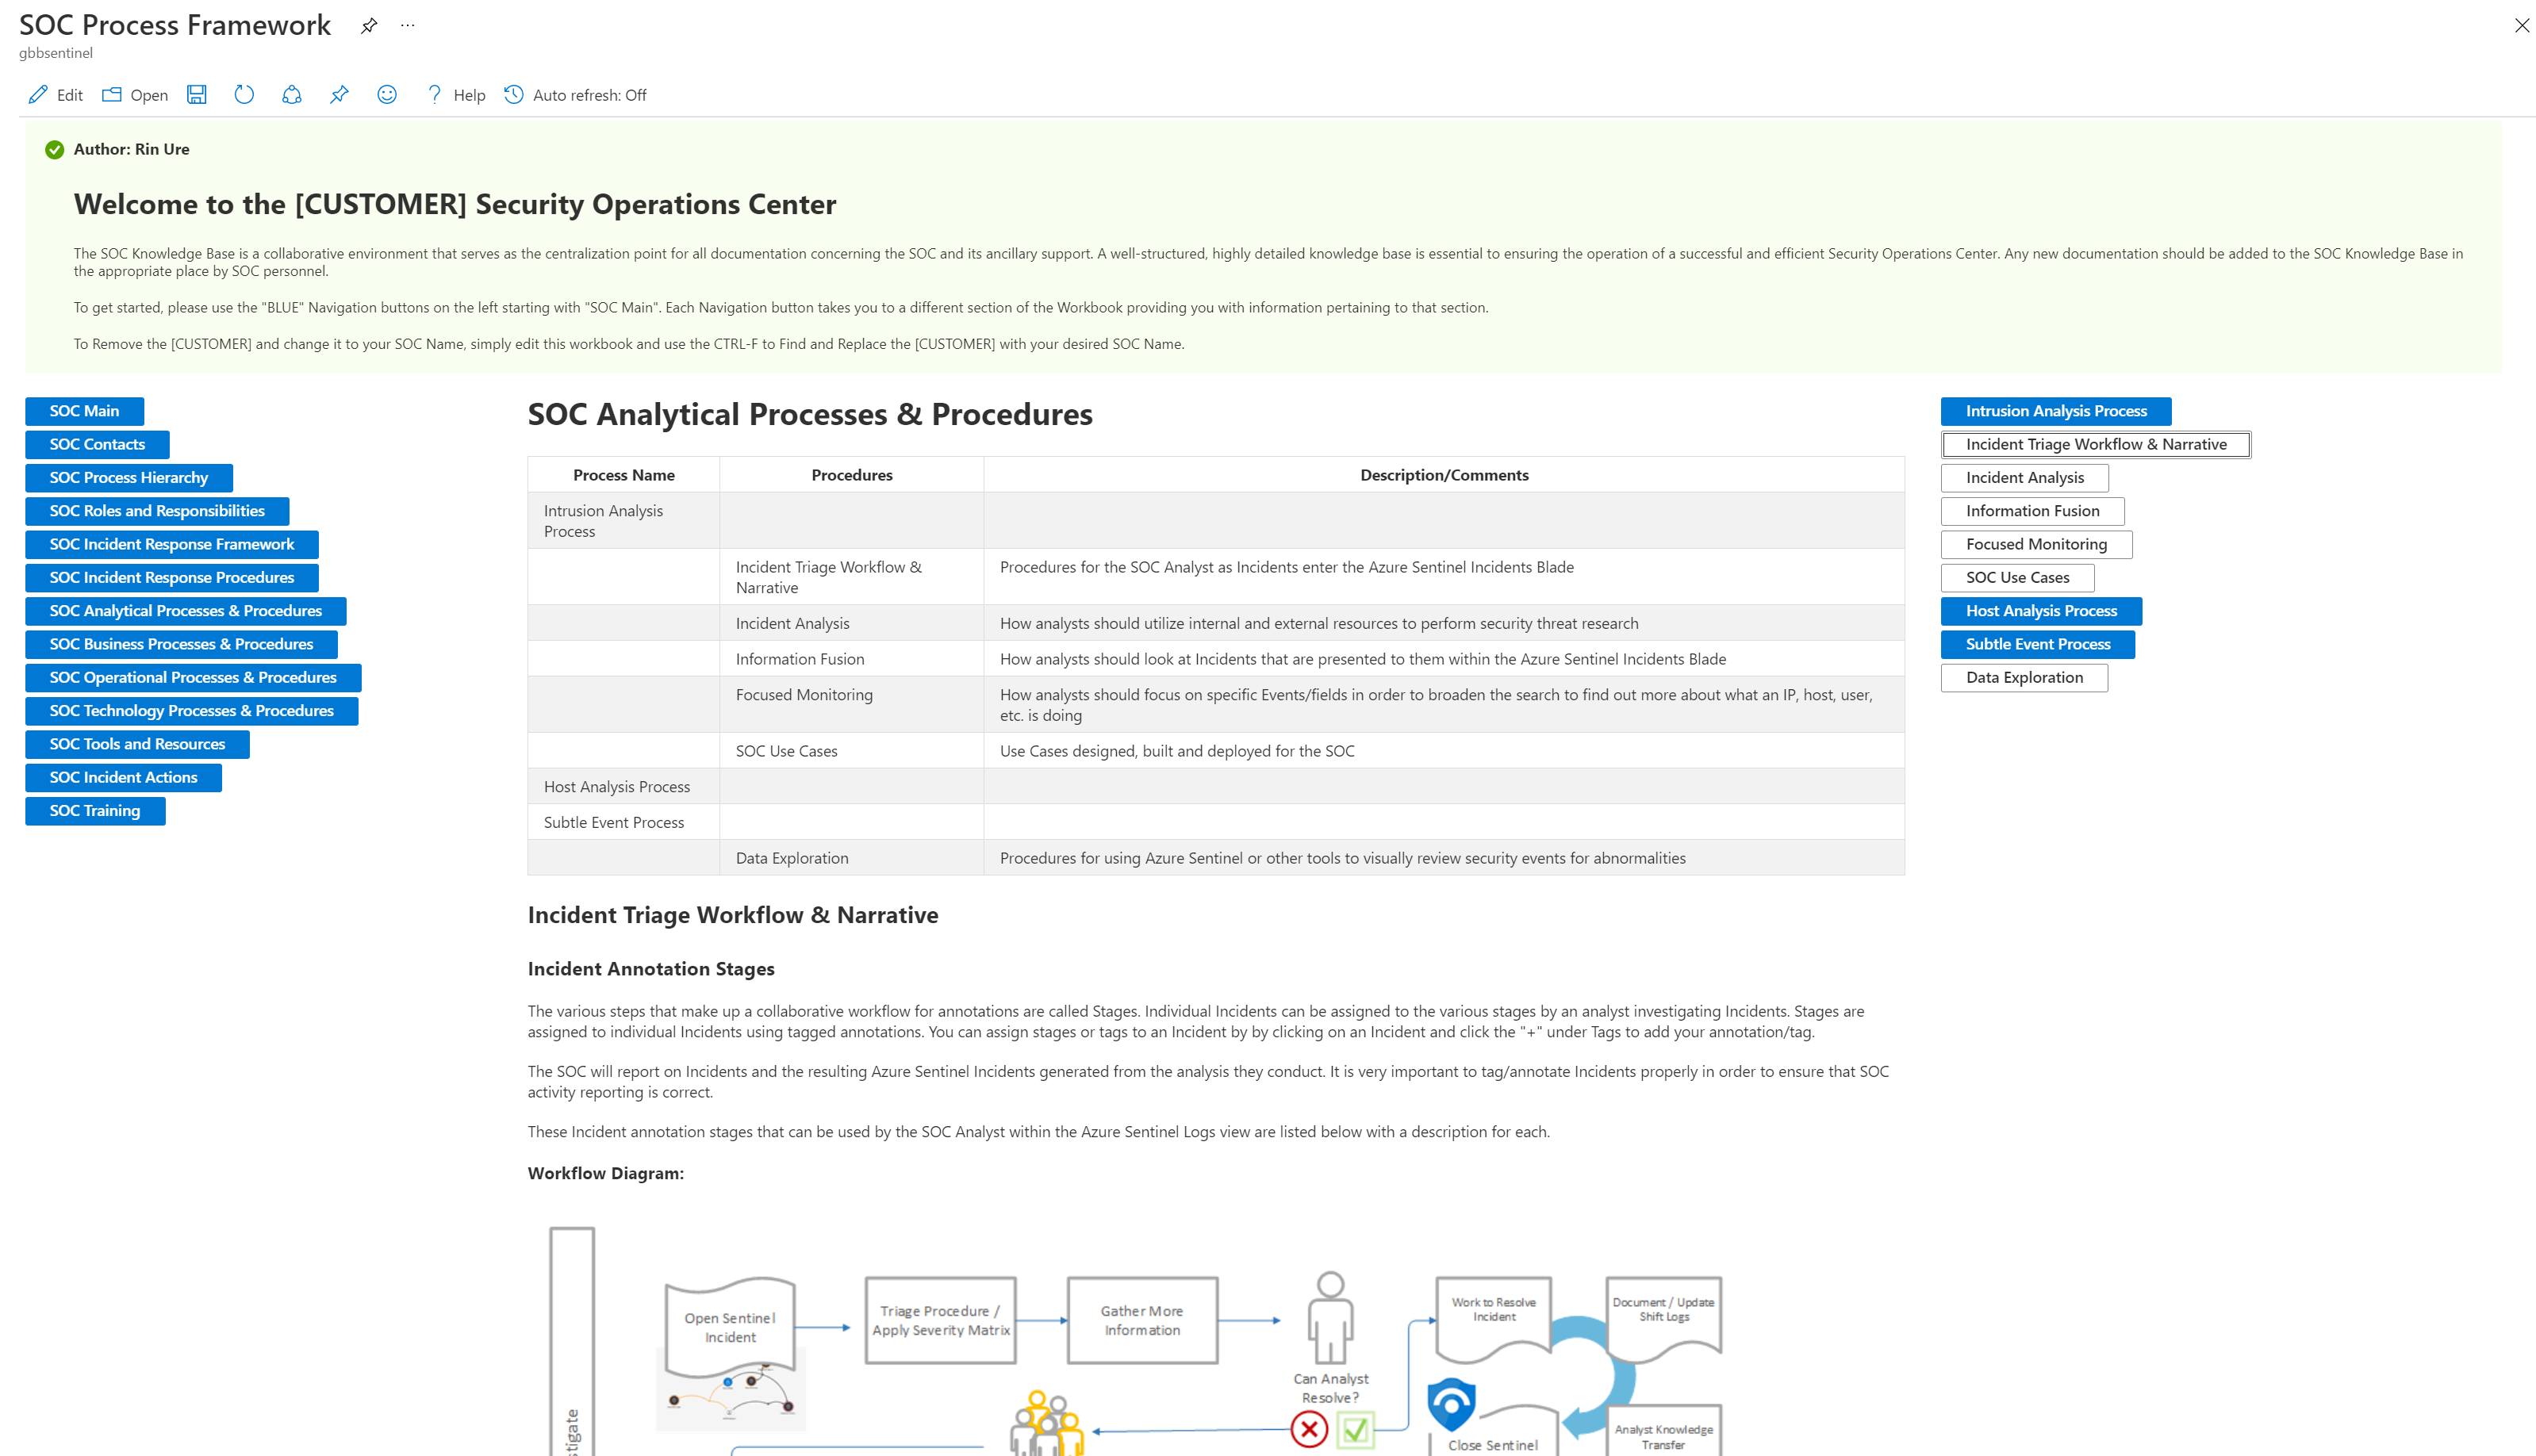 SOC Process Framework
gbbsentinel
Edit Open Help Auto refresh: Off
Author: Rin Ure
Welcome to the [CUSTOMER] Security Operations Center
The SOC Knowledge Base is a collaborative environment that serves as the centralization point for all documentation concerning the SOC and its ancillary support. A well-structured, highly detailed knowledge base is essential to ensuring the operation of a successful and efficient Security Operations Center. Any new documentation should be added to the SOC Knowledge Base in
the appropriate place by SOC personnel.
To get started, please use the "BLUE" Navigation buttons on the left starting with "SOC Main". Each Navigation button takes you to a different section of the Workbook providing you with information pertaining to that section.
To Remove the [CUSTOMER] and change it to your SOC Name, simply edit this workbook and use the CTRL-F to Find and Replace the [CUSTOMER] with your desired SOC Name.
SOC Main
SOC Contacts
SOC Process Hierarchy
SOC Roles and Responsibilities
SOC Incident Response Framework
SOC Incident Response Procedures
SOC Analytical Processes & Procedures
SOC Business Processes & Procedures
SOC Operational Processes & Procedures
SOC Technology Processes & Procedures
SOC Tools and Resources
SOC Incident Actions
SOC Training
SOC Analytical Processes & Procedures
Process Name Procedures Description/Comments
Intrusion Analysis
Process
Incident Triage Workflow & Procedures for the SOC Analyst as Incidents enter the Azure Sentinel Incidents Blade
Narrative
Incident Analysis How analysts should utilize internal and external resources to perform security threat research
Information Fusion How analysts should look at Incidents that are presented to them within the Azure Sentinel Incidents Blade
Focused Monitoring How analysts should focus on specific Events/fields in order to broaden the search to find out more about what an IP, host, user,
etc. is doing
SOC Use Cases Use Cases designed, built and deployed for the SOC
Host Analysis Process
Subtle Event Process
Data Exploration Procedures for using Azure Sentinel or other tools to visually review security events for abnormalities
Intrusion Analysis Process
Incident Triage Workflow & Narrative
Incident Analysis
Information Fusion
Focused Monitoring
SOC Use Cases
Host Analysis Process
Subtle Event Process
Data Exploration
Incident Triage Workflow & Narrative
Incident Annotation Stages
The various steps that make up a collaborative workflow for annotations are called Stages. Individual Incidents can be assigned to the various stages by an analyst investigating Incidents. Stages are
assigned to individual Incidents using tagged annotations. You can assign stages or tags to an Incident by by clicking on an Incident and click the "+" under Tags to add your annotation/tag.
The SOC will report on Incidents and the resulting Azure Sentinel Incidents generated from the analysis they conduct. It is very important to tag/annotate Incidents properly in order to ensure that SOC
activity reporting is correct.
These Incident annotation stages that can be used by the SOC Analyst within the Azure Sentinel Logs view are listed below with a description for each.
Workflow Diagram:
Open Sentinel
Incident
Triage Procedure /
Apply Severity Matrix
Gather More
Information
Can Analyst
Resolve?
Work to Resolve
Incident
Document / Update
Shift Logs
Close Sentinel
Analyst Knowledge
Transfer